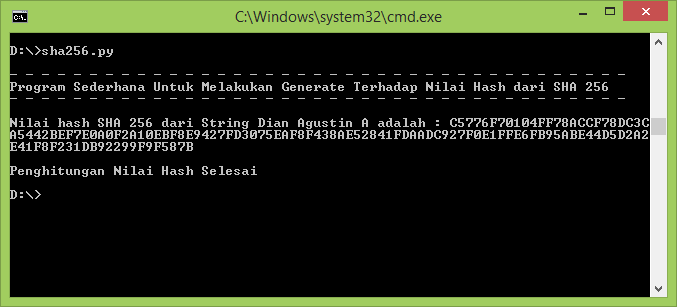 C:\Windows\system32\cmd.exe
D:\>sha256.py
- - - - - - - - - - - - - - - - - - - - - - - - - - - - - - - - - - - - - - -
Program Sederhana Untuk Melakukan Generate Terhadap Nilai Hash dari SHA 256
- - - - - - - - - - - - - - - - - - - - - - - - - - - - - - - - - - - - - - -
Nilai hash SHA 256 dari String Dian Agustin A adalah : C5776F70104FF78ACCF78DC3C
A5442BEF7E0A0F2A10EBF8E9427FD3075EAF8F438AE52841FDAADC927F0E1FFE6FB95ABE44D5D2A2
E41F8F231DB92299F9F587B
Penghitungan Nilai Hash Selesai
D:\>